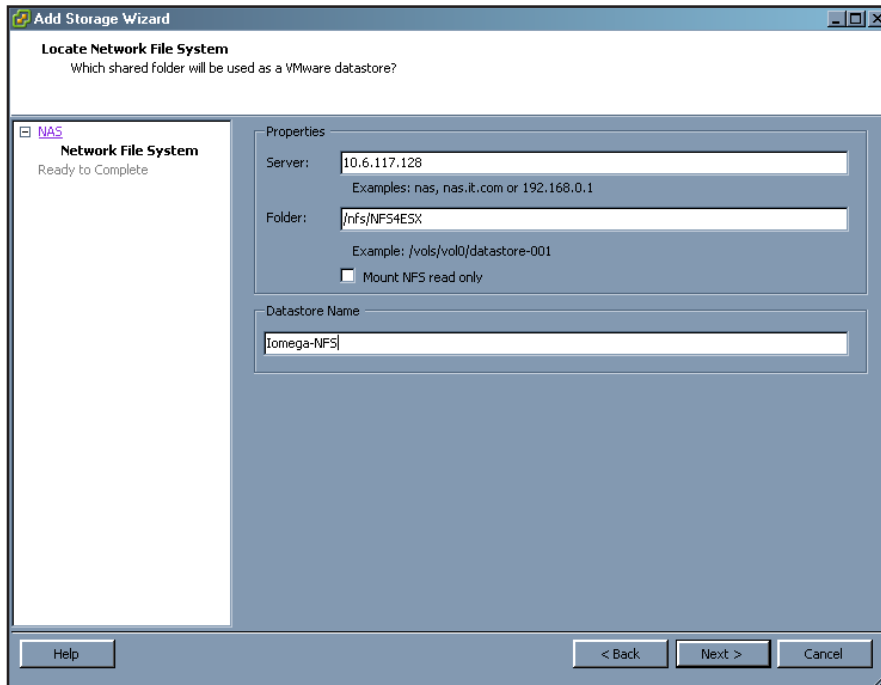 Add Storage Wizard
Locate Network File System
Which shared folder will be used as a VMware datastore?
NAS
Network File System
Ready to Complete
Properties
Server: 10.6.117.128
Examples: nas, nas.it.com or 192.168.0.1
Folder: /nfs/NFS4ESX
Example: /vols/vol0/datastore-001
Mount NFS read only
Datastore Name
Iomega-NFS
Help < Back Next > Cancel